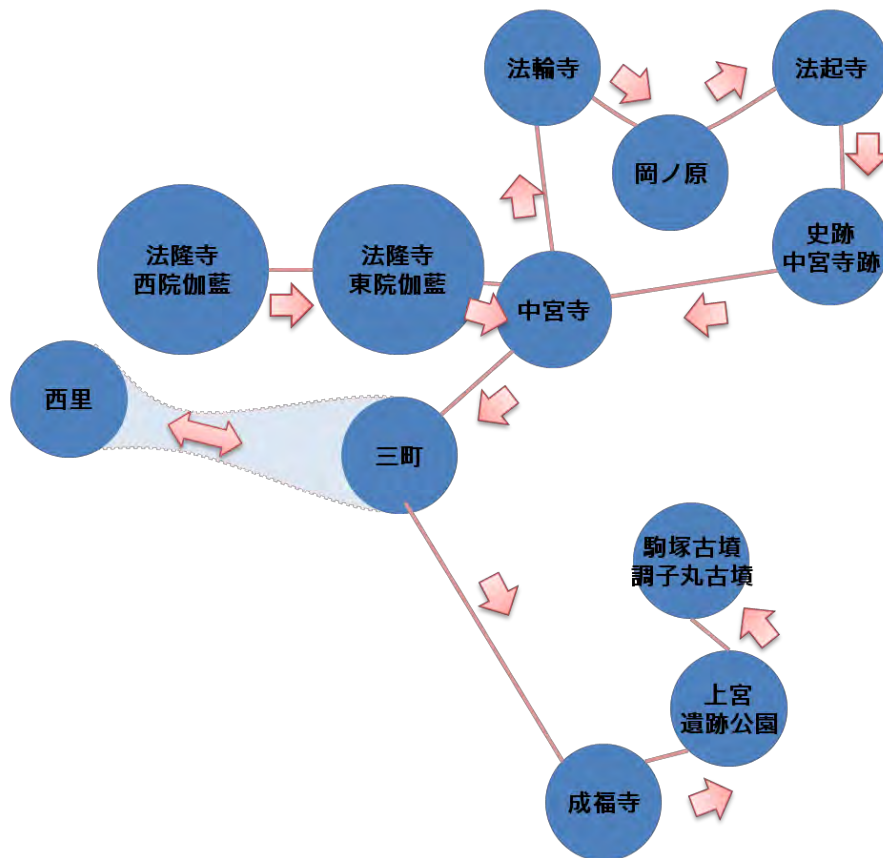 法輪寺
法起寺
岡ノ原
史跡
中宮寺跡
法隆寺
西院伽藍
法隆寺
東院伽藍
中宮寺
西里
三町
駒塚古墳
調子丸古墳
上宮
遺跡公園
成福寺